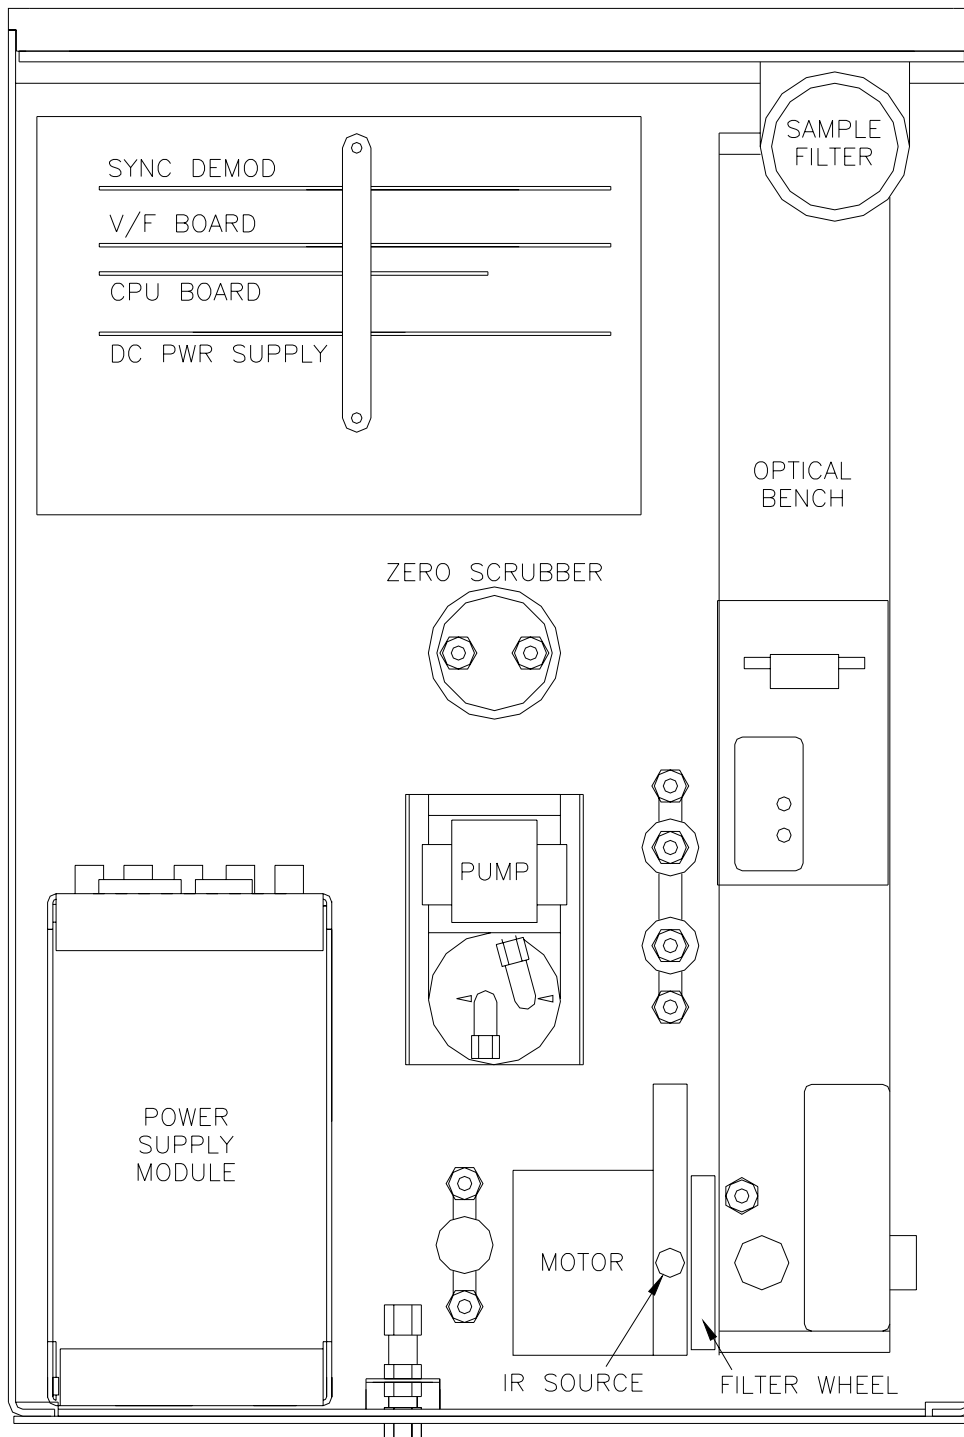 SAMPLE
FILTER
SYNC DEMOD
V/F BOARD
CPU BOARD
DC PWR SUPPLY
OPTICAL
BENCH
ZERO SCRUBBER
PUMP
POWER
SUPPLY
MODULE
MOTOR
IR SOURCE
FILTER WHEEL